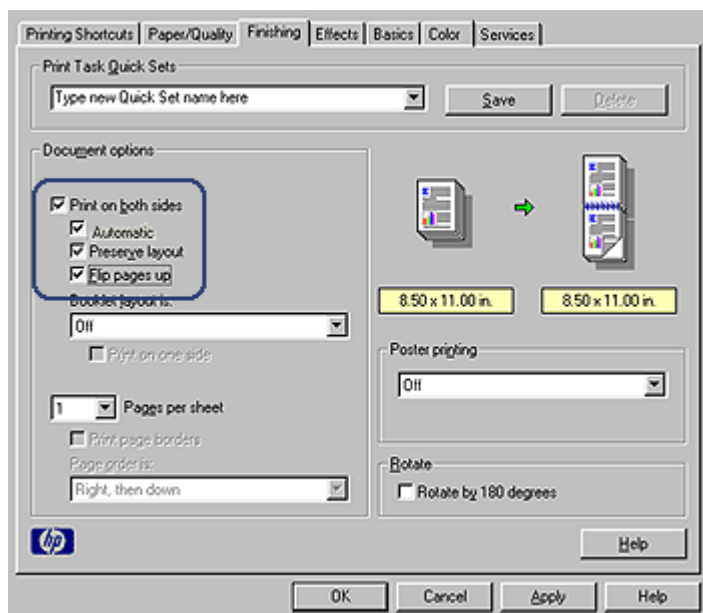 Printing Shortcuts Paper/Quality Finishing Effects Basics Color Services
Print Task Quick Sets
Type new Quick Set name here Save Delete
Document options
Print on both sides
Automatic
Preserve layout
Flip pages up
Booklet layout is:
Off
Print on one side
1 Pages per sheet
Print page borders
Page order is:
Right, then down
8.50 x 11.00 in. 8.50 x 11.00 in.
Poster printing
Off
Rotate
Rotate by 180 degrees
hp
Help
OK Cancel Apply Help